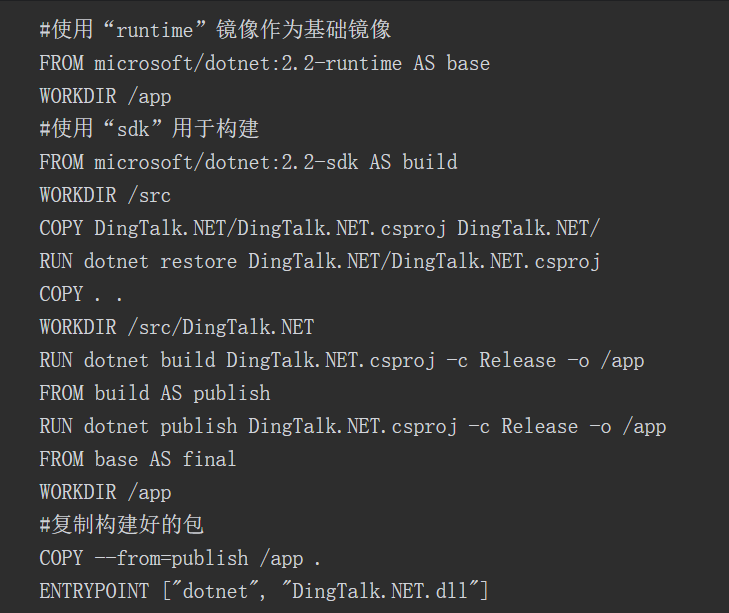 #使用“runtime”镜像作为基础镜像
FROM microsoft/dotnet:2.2-runtime AS base
WORKDIR /app
#使用“sdk”用于构建
FROM microsoft/dotnet:2.2-sdk AS build
WORKDIR /src
COPY DingTalk.NET/DingTalk.NET.csproj DingTalk.NET/
RUN dotnet restore DingTalk.NET/DingTalk.NET.csproj
COPY . .
WORKDIR /src/DingTalk.NET
RUN dotnet build DingTalk.NET.csproj -c Release -o /app
FROM build AS publish
RUN dotnet publish DingTalk.NET.csproj -c Release -o /app
FROM base AS final
WORKDIR /app
#复制构建好的包
COPY --from=publish /app .
ENTRYPOINT ["dotnet", "DingTalk.NET.dll"]